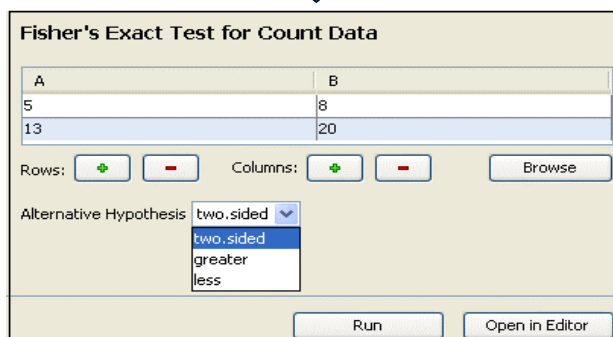 Fisher's Exact Test for Count Data
A B
5 8
13 20
Rows: + - Columns: + - Browse
Alternative Hypothesis two.sided
two.sided
greater
less
Run Open in Editor